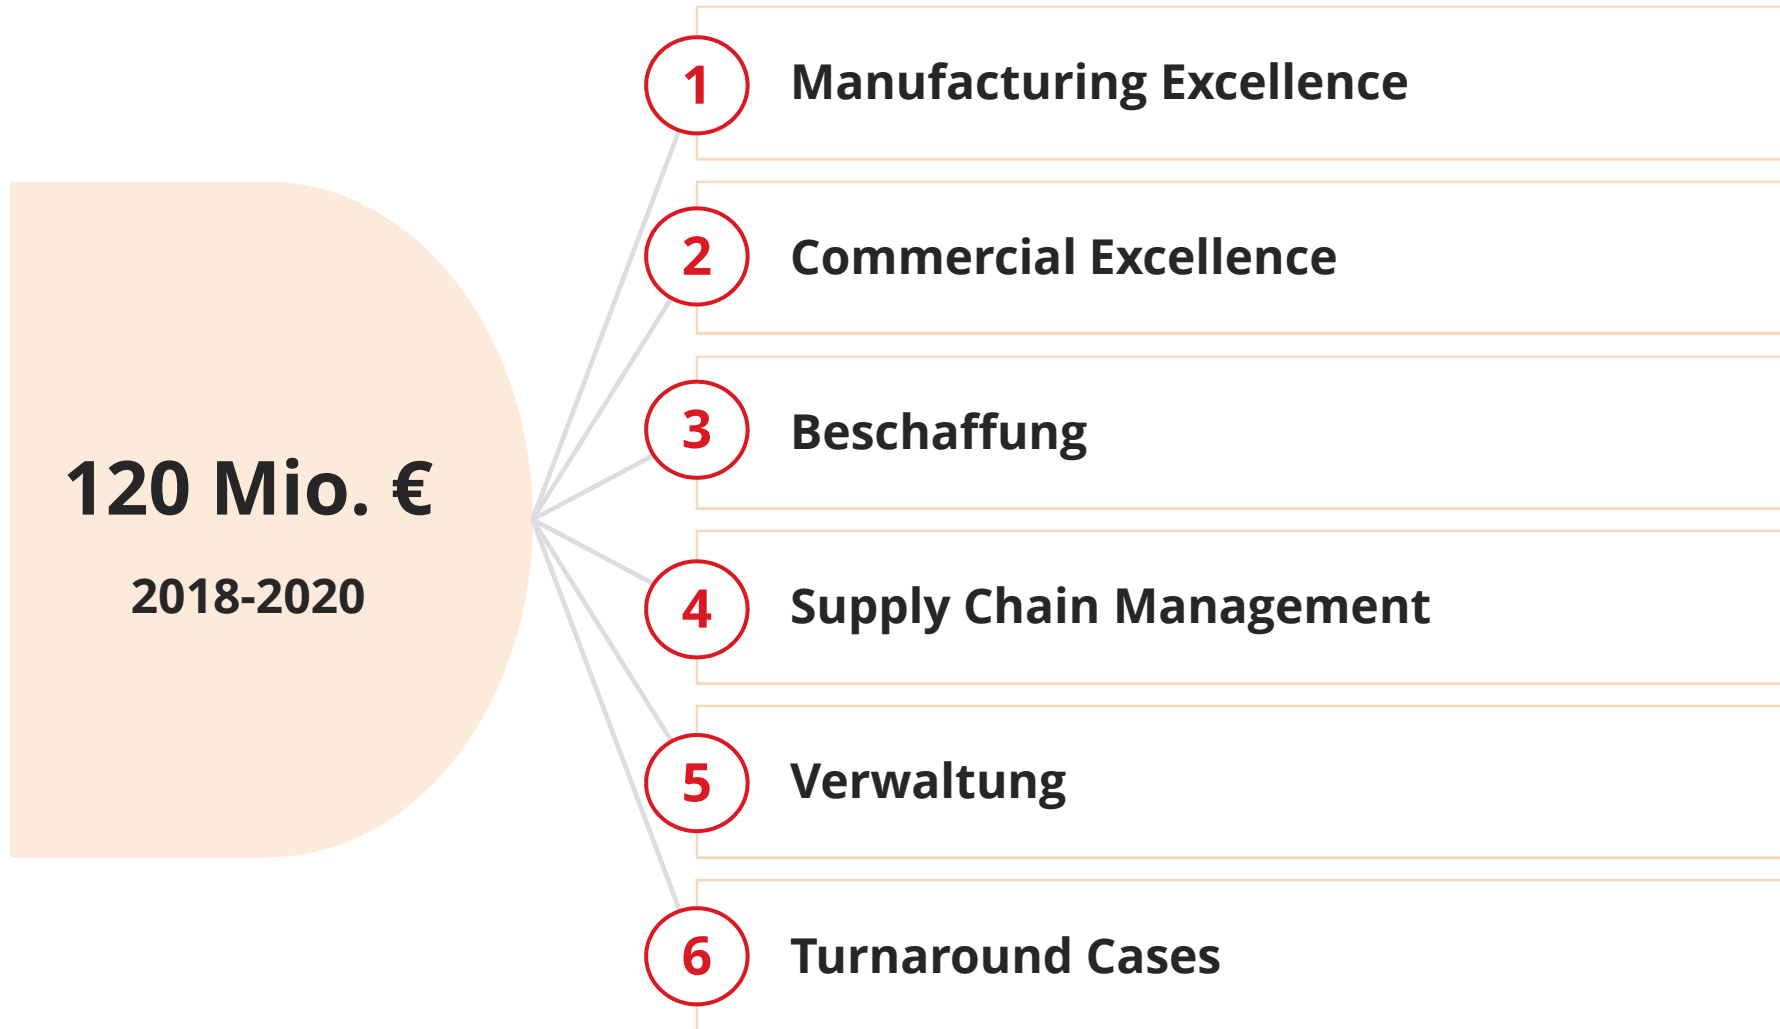 120 Mio. €
2018-2020
1 Manufacturing Excellence
2 Commercial Excellence
3 Beschaffung
4 Supply Chain Management
5 Verwaltung
6 Turnaround Cases